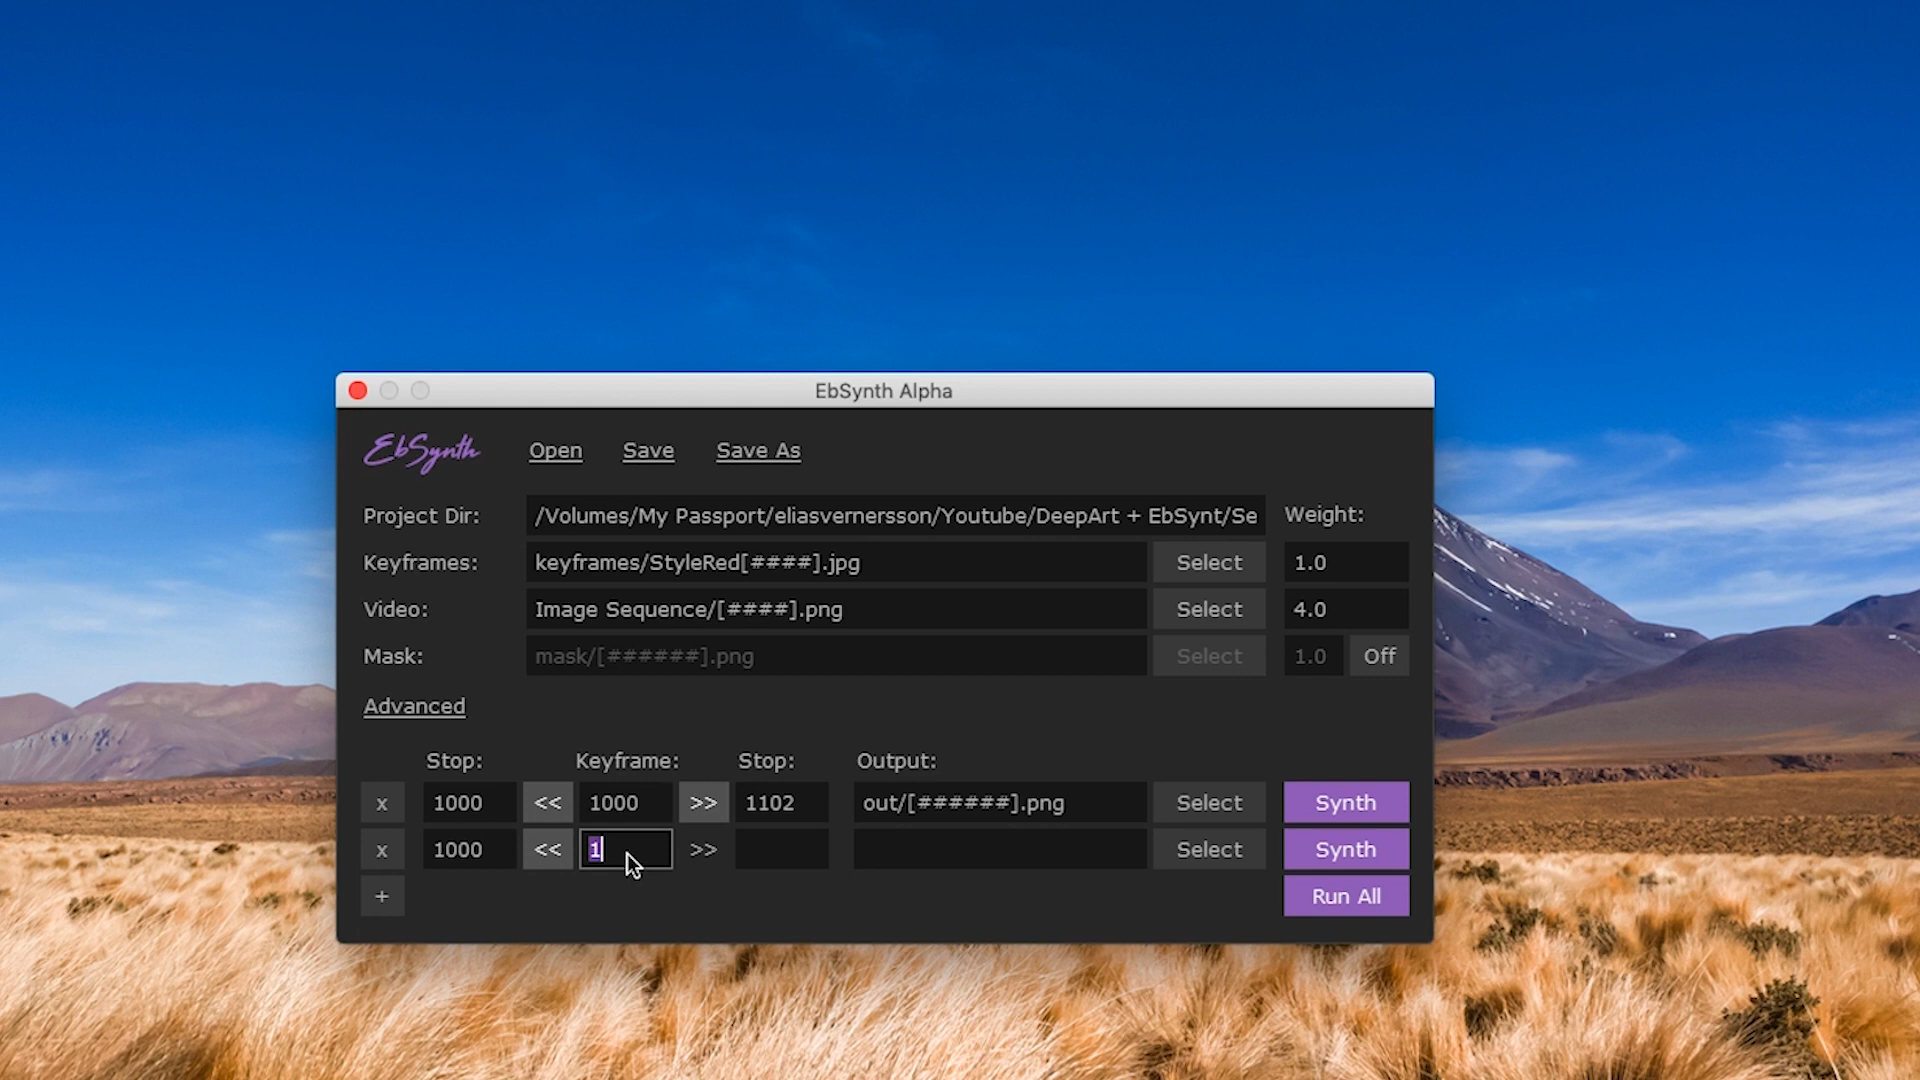 EbSynth Alpha
EbSynth Open Save Save As
Project Dir: /Volumes/My Passport/eliasvernersson/Youtube/DeepArt + EbSynt/Se Weight:
Keyframes: keyframes/StyleRed[####].jpg Select 1.0
Video: Image Sequence/[####].png Select 4.0
Mask: mask/[######].png Select 1.0 Off
Advanced
Stop: Keyframe: Stop: Output:
x 1000 << 1000 >> 1102 out/[######].png Select Synth
x 1000 << 1 >> Select Synth
+ Run All